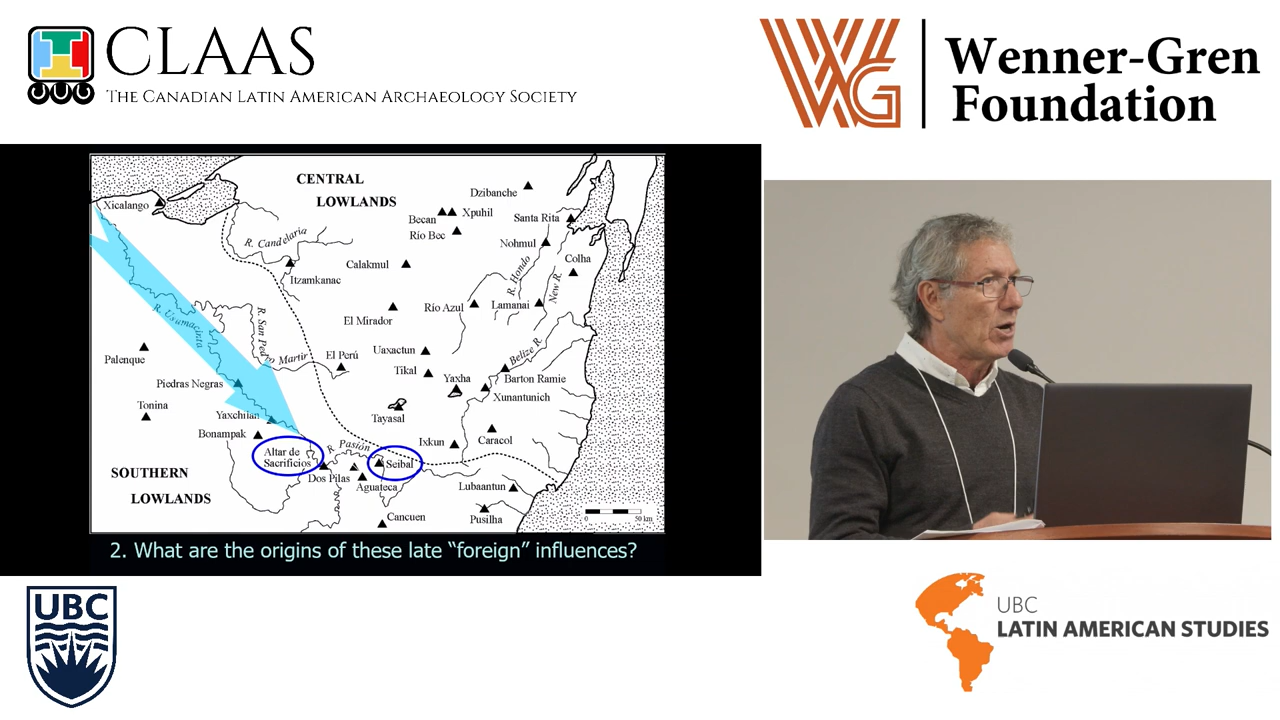 CLAAS
THE CANADIAN LATIN AMERICAN ARCHAEOLOGY SOCIETY
WG
Wenner-Gren
Foundation
CENTRAL
LOWLANDS
Xicalango
Dzibanche
Becan
Xpuhil
Santa Rita
Río Bec
R. Candelaria
Nohmul
Calakmul
Itzamkanac
Colha
R. Hondo
New R.
Río Azul
Lamanai
El Mirador
R. Usumacinta
R. San Pedro Martir
Palenque
Uaxactun
El Perú
Belize R.
Tikal
Yaxha
Barton Ramie
Piedras Negras
Xunantunich
Tonina
Yaxchilan
Tayasal
Bonampak
Ixkun
Caracol
R. Pasión
Altar de
Sacrificios
Seibal
SOUTHERN
LOWLANDS
Dos Pilas
Aguateca
Lubaantun
Cancuen
Pusilha
0
50 km
2. What are the origins of these late “foreign” influences?
UBC
UBC
LATIN AMERICAN STUDIES